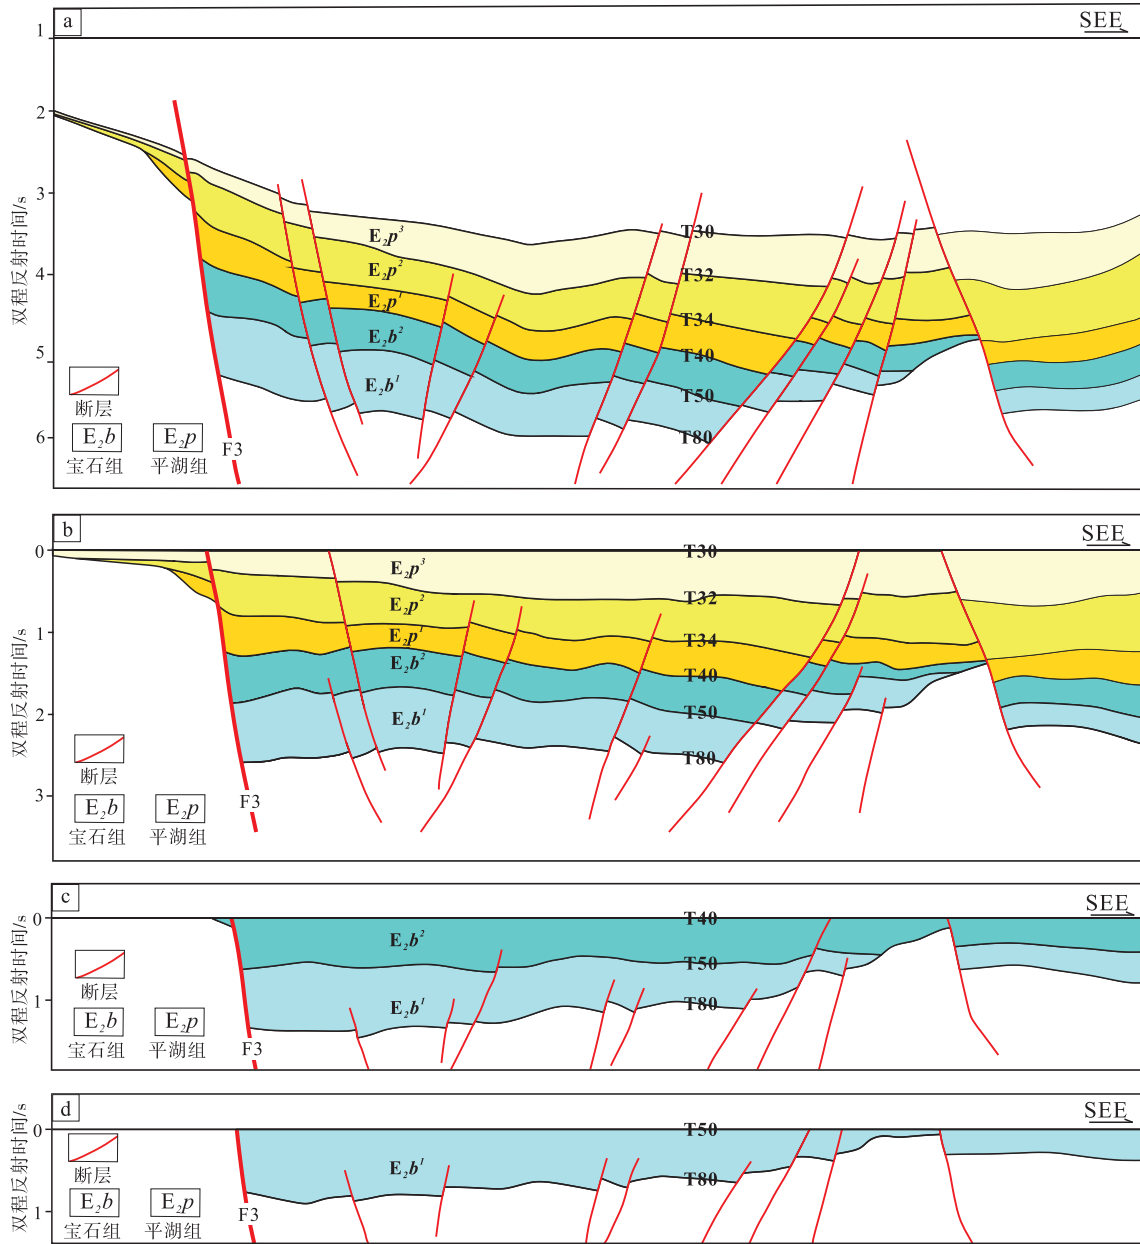 a
SEE
1
2
3
4
5
6
双程反射时间/s
E₂p³
E₂p²
E₂p¹
E₂b²
E₂b¹
T30
T32
T34
T40
T50
T80
断层
E₂b
E₂p
宝石组
平湖组
F3
b
SEE
0
1
2
3
双程反射时间/s
E₂p³
E₂p²
E₂p¹
E₂b²
E₂b¹
T30
T32
T34
T40
T50
T80
断层
E₂b
E₂p
宝石组
平湖组
F3
c
SEE
0
1
双程反射时间/s
E₂b²
E₂b¹
T40
T50
T80
断层
E₂b
E₂p
宝石组
平湖组
F3
d
SEE
0
1
双程反射时间/s
E₂b¹
T50
T80
断层
E₂b
E₂p
宝石组
平湖组
F3